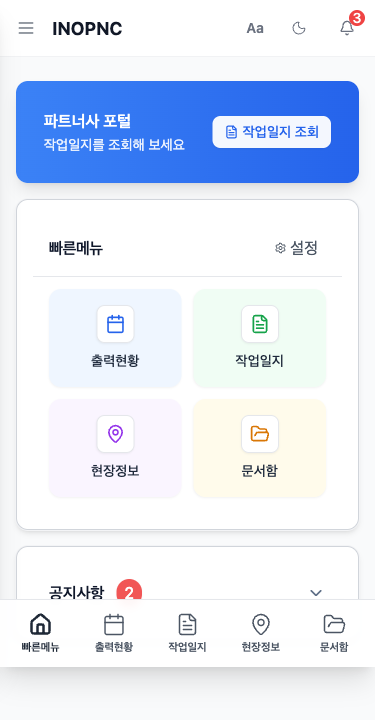 INOPNC
Aa
3
파트너사 포털
작업일지를 조회해 보세요
작업일지 조회
빠른메뉴
설정
출력현황
작업일지
현장정보
문서함
공지사항
2
빠른메뉴
출력현황
작업일지
현장정보
문서함